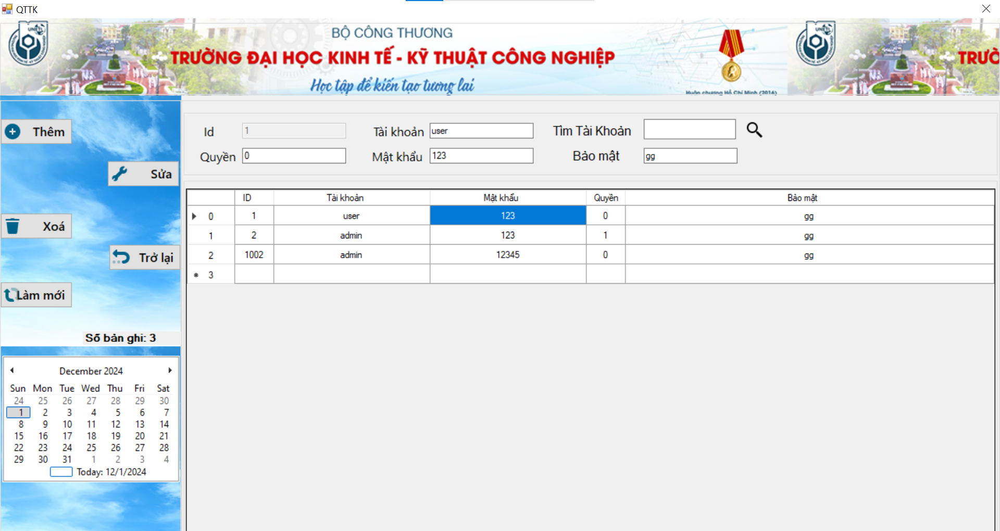 QTTK
BỘ CÔNG THƯƠNG
TRƯỜNG ĐẠI HỌC KINH TẾ - KỸ THUẬT CÔNG NGHIỆP
Học tập để kiến tạo tương lai
Huân chương Hồ Chí Minh (2016)
UNETI
UNETI
TRƯỜ
Thêm
Sửa
Xoá
Trở lại
Làm mới
Số bản ghi: 3
Id 1 Tài khoản user Tìm Tài Khoản
Quyền 0 Mật khẩu 123 Bảo mật gg
ID Tài khoản Mật khẩu Quyền Bảo mật
0 1 user 123 0 gg
1 2 admin 123 1 gg
2 1002 admin 12345 0 gg
3
December 2024
Sun Mon Tue Wed Thu Fri Sat
24 25 26 27 28 29 30
1 2 3 4 5 6 7
8 9 10 11 12 13 14
15 16 17 18 19 20 21
22 23 24 25 26 27 28
29 30 31 1 2 3 4
Today: 12/1/2024